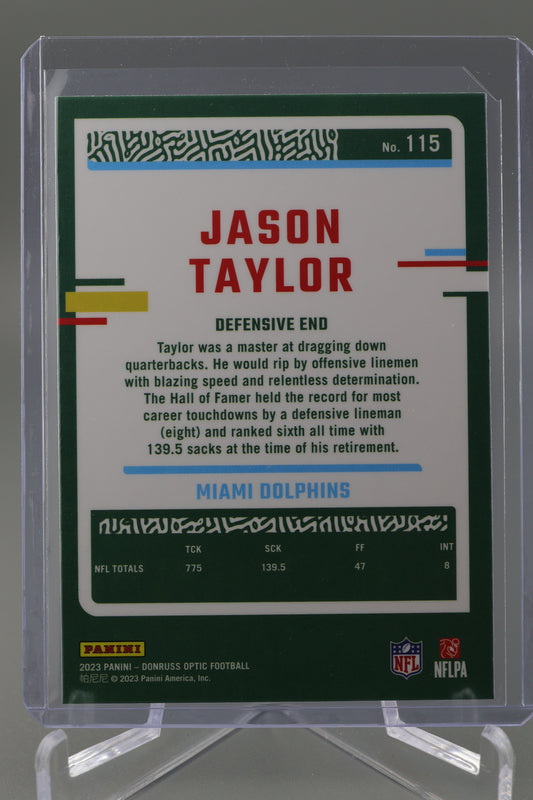 No. 115
JASON
TAYLOR
DEFENSIVE END
Taylor was a master at dragging down
quarterbacks. He would rip by offensive linemen
with blazing speed and relentless determination.
The Hall of Famer held the record for most
career touchdowns by a defensive lineman
(eight) and ranked sixth all time with
139.5 sacks at the time of his retirement.
MIAMI DOLPHINS
TCK SCK FF INT
NFL TOTALS 775 139.5 47 8
PANINI
2023 PANINI – DONRUSS OPTIC FOOTBALL
帕尼尼 © 2023 Panini America, Inc.
NFL
NFLPA